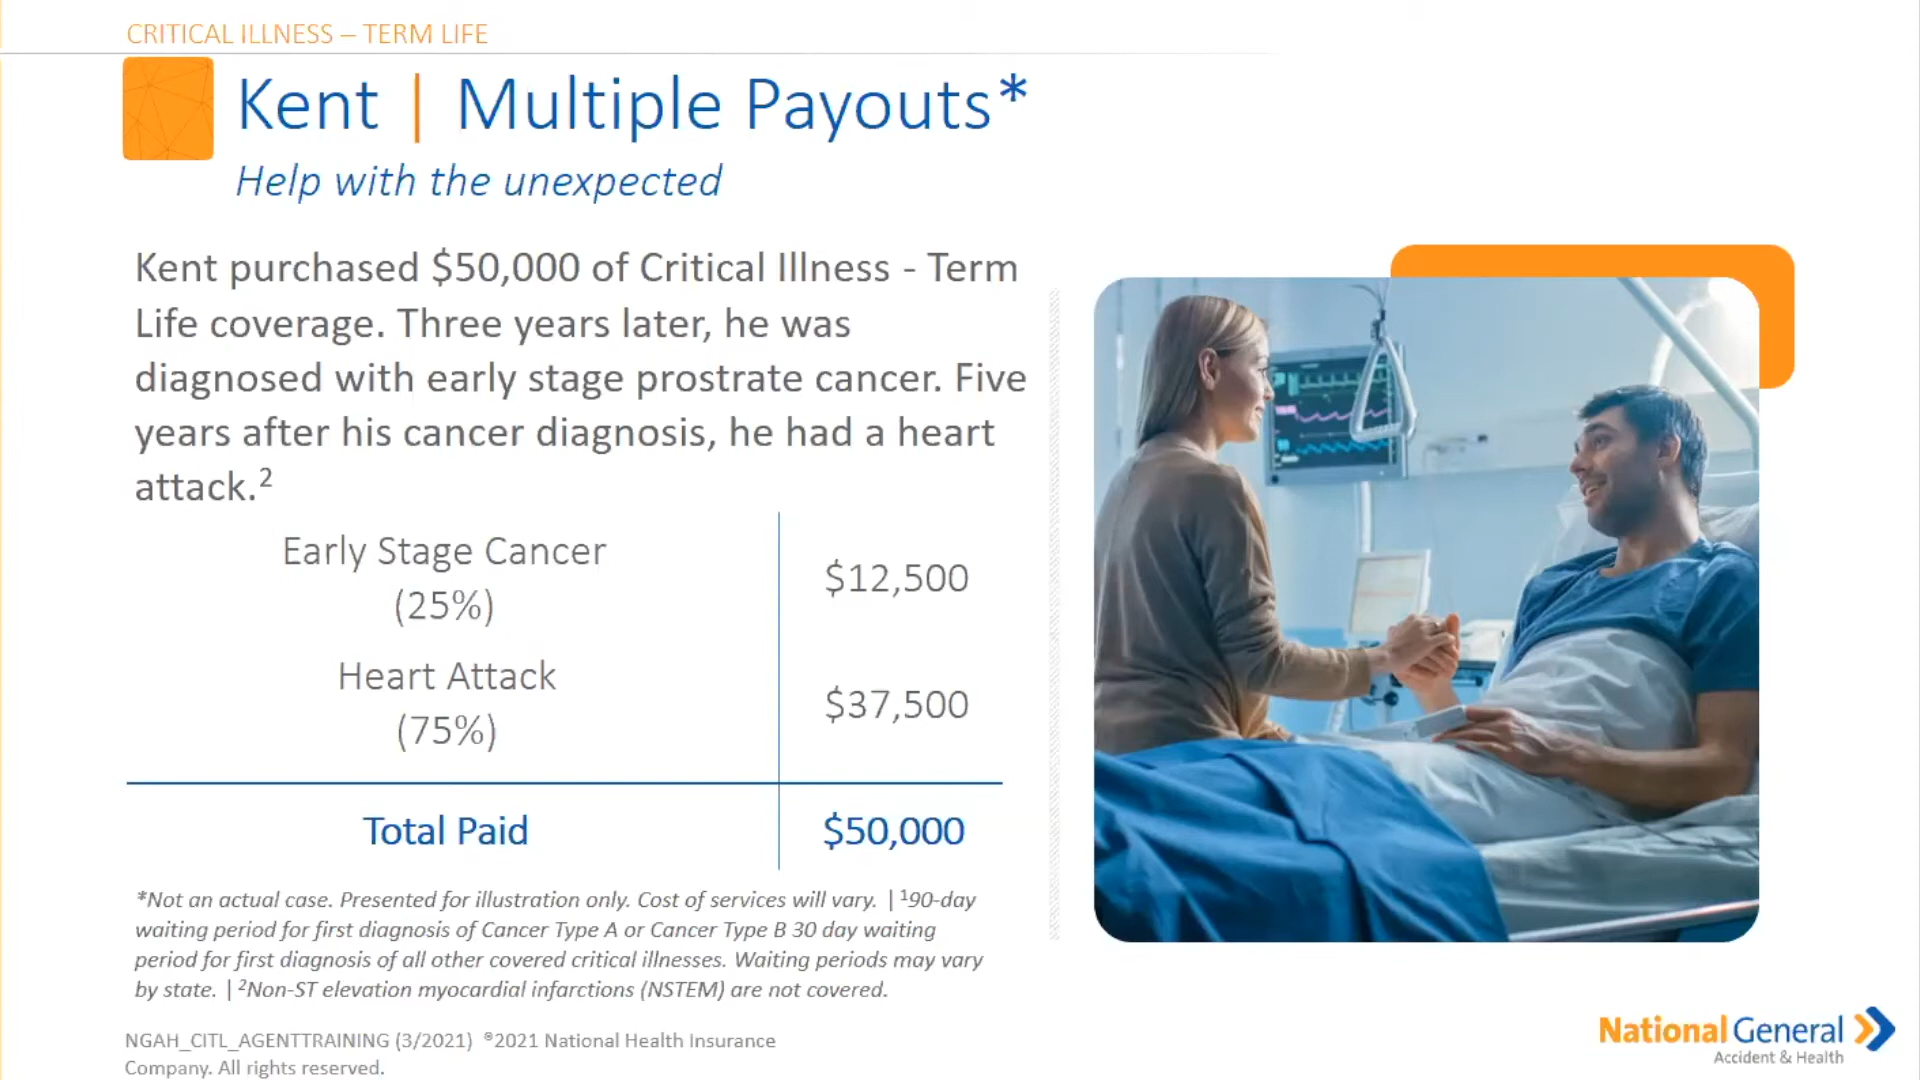 CRITICAL ILLNESS – TERM LIFE
Kent | Multiple Payouts*
Help with the unexpected
Kent purchased $50,000 of Critical Illness - Term
Life coverage. Three years later, he was
diagnosed with early stage prostrate cancer. Five
years after his cancer diagnosis, he had a heart
attack.²
Early Stage Cancer
(25%)
$12,500
Heart Attack
(75%)
$37,500
Total Paid
$50,000
*Not an actual case. Presented for illustration only. Cost of services will vary. | ¹90-day
waiting period for first diagnosis of Cancer Type A or Cancer Type B 30 day waiting
period for first diagnosis of all other covered critical illnesses. Waiting periods may vary
by state. | ²Non-ST elevation myocardial infarctions (NSTEM) are not covered.
NGAH_CITL_AGENTTRAINING (3/2021) ©2021 National Health Insurance
Company. All rights reserved.
National General
Accident & Health